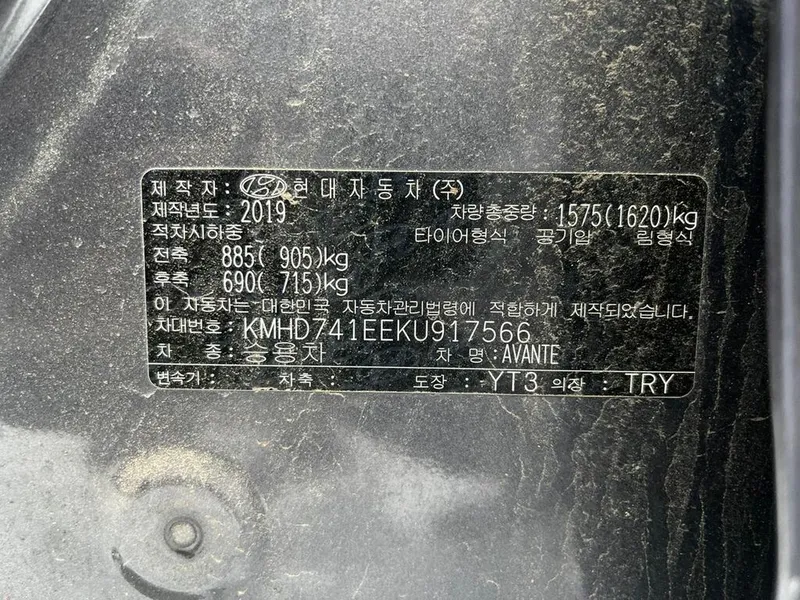 제 작 자 : 현 대 자 동 차 (주)
제작년도 : 2019 차량총중량 : 1575(1620)kg
적차시하중 타이어형식 공기압 림형식
전축 885( 905)kg
후축 690( 715)kg
이 자동차는 대한민국 자동차관리법령에 적합하게 제작되었습니다.
차대번호 : KMHD741EEKU917566
차 종 : 승용차 차 명 : AVANTE
변속기 : 차축 : 도장 : YT3 의장 : TRY